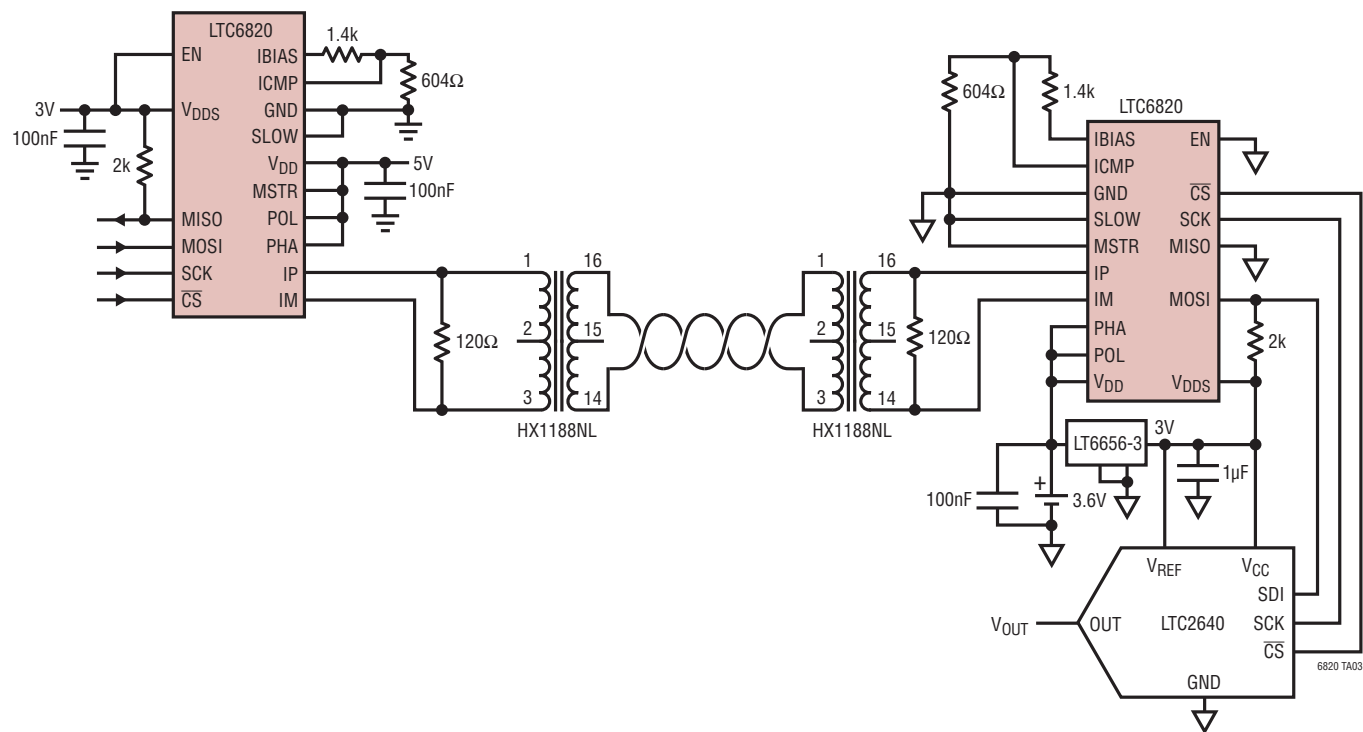 LTC6820
EN
VDDS
MISO
MOSI
SCK
CS
IBIAS
ICMP
GND
SLOW
VDD
MSTR
POL
PHA
IP
IM
3V
100nF
2k
1.4k
604Ω
5V
100nF
120Ω
1
2
3
16
15
14
HX1188NL
1
2
3
16
15
14
HX1188NL
120Ω
604Ω
1.4k
LTC6820
IBIAS
ICMP
GND
SLOW
MSTR
IP
IM
PHA
POL
VDD
EN
CS
SCK
MISO
MOSI
VDDS
2k
LT6656-3
3V
1µF
100nF
+
3.6V
VREF
VCC
SDI
SCK
CS
LTC2640
OUT
VOUT
GND
6820 TA03